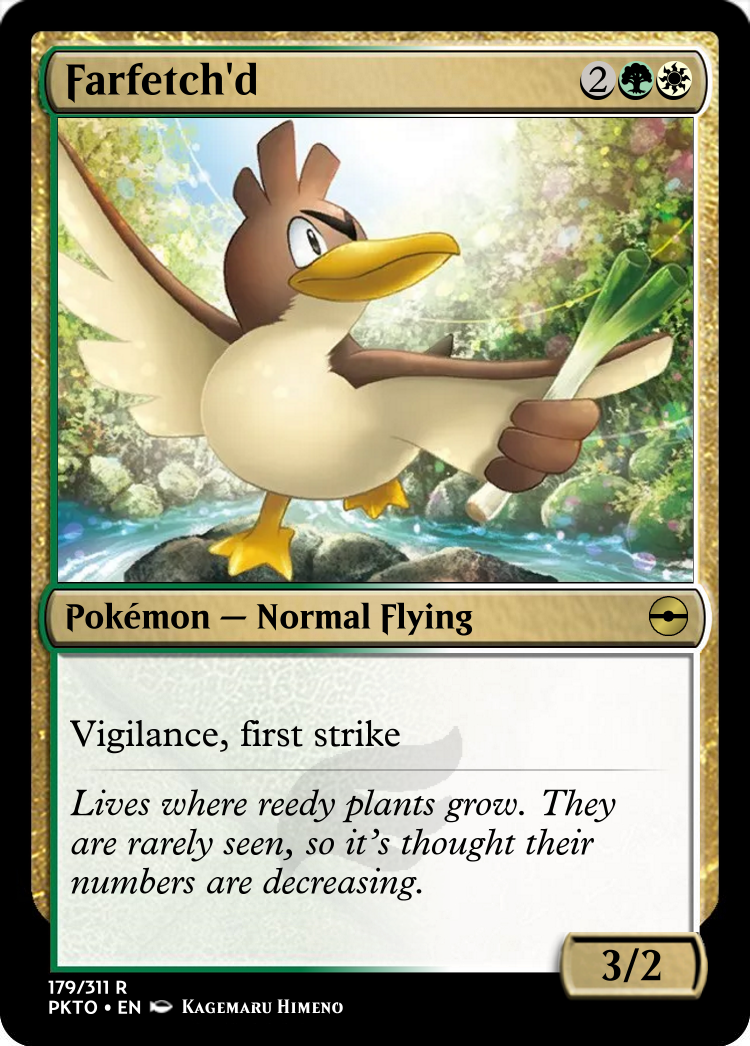 Farfetch'd 2
Pokémon — Normal Flying
Vigilance, first strike
Lives where reedy plants grow. They
are rarely seen, so it's thought their
numbers are decreasing.
3/2
179/311 R
PKTO • EN Kagemaru Himeno